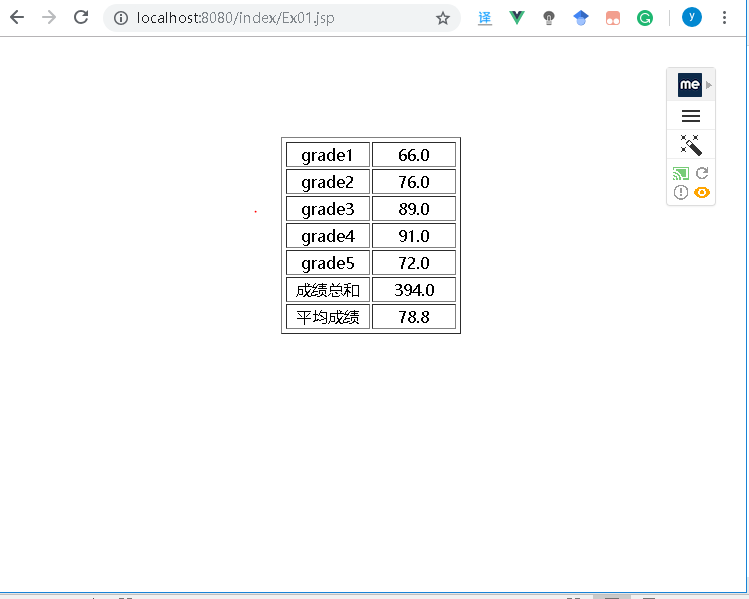 localhost:8080/index/Ex01.jsp
译
y
me
grade1 66.0
grade2 76.0
grade3 89.0
grade4 91.0
grade5 72.0
成绩总和 394.0
平均成绩 78.8